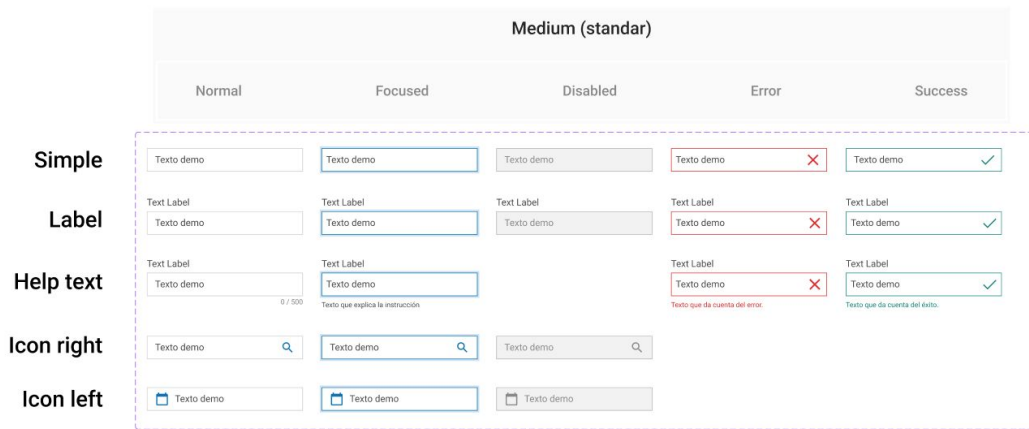 Medium (standar)
Normal Focused Disabled Error Success
Simple Texto demo Texto demo Texto demo Texto demo Texto demo
Text Label Text Label Text Label Text Label Text Label
Label Texto demo Texto demo Texto demo Texto demo Texto demo
Text Label Text Label Text Label Text Label
Help text Texto demo Texto demo Texto demo Texto demo
0 / 500 Texto que explica la instrucción Texto que da cuenta del error. Texto que da cuenta del éxito.
Icon right Texto demo Texto demo Texto demo
Icon left Texto demo Texto demo Texto demo